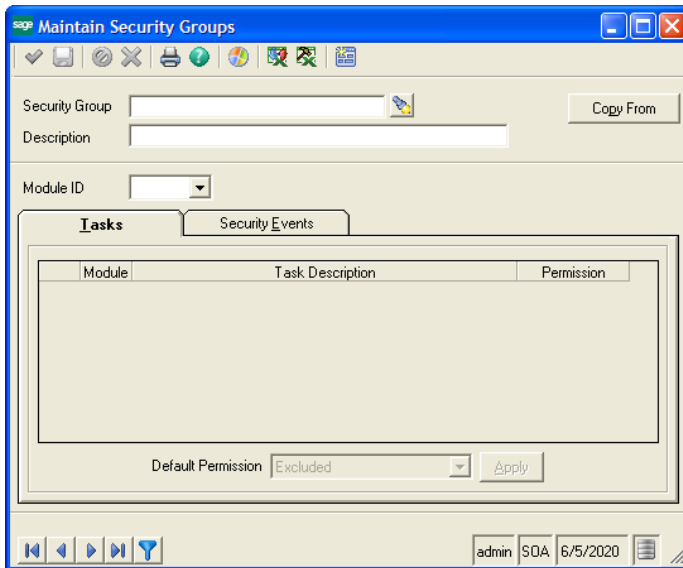 sage Maintain Security Groups
Security Group
Copy From
Description
Module ID
Tasks
Security Events
Module Task Description Permission
Default Permission Excluded Apply
admin SOA 6/5/2020